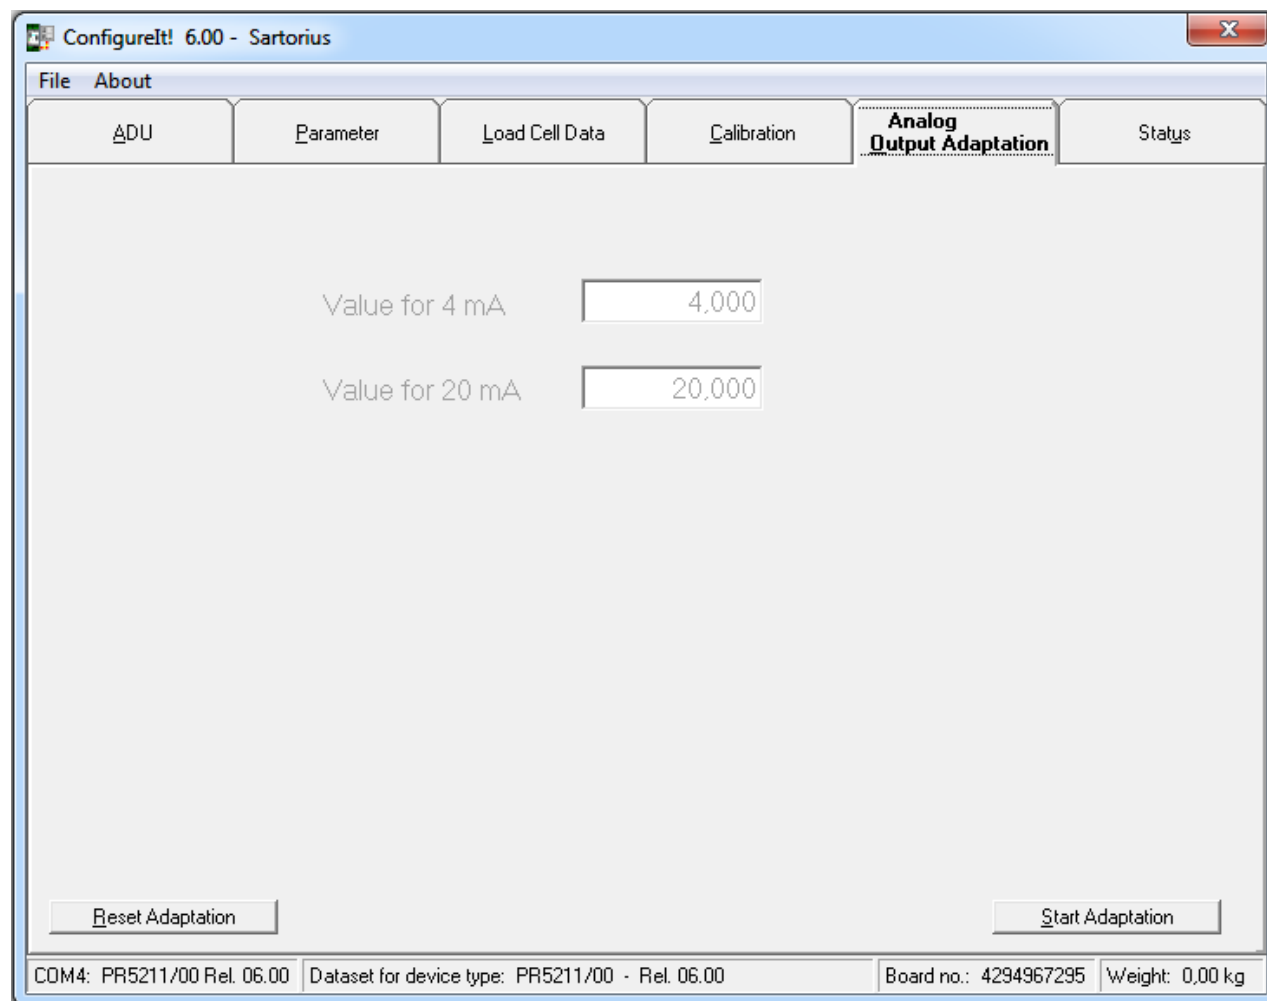 ConfigureIt! 6.00 - Sartorius
File About
ADU Parameter Load Cell Data Calibration Analog Output Adaptation Status
Value for 4 mA 4,000
Value for 20 mA 20,000
Reset Adaptation Start Adaptation
COM4: PR5211/00 Rel. 06.00 Dataset for device type: PR5211/00 - Rel. 06.00 Board no.: 4294967295 Weight: 0,00 kg